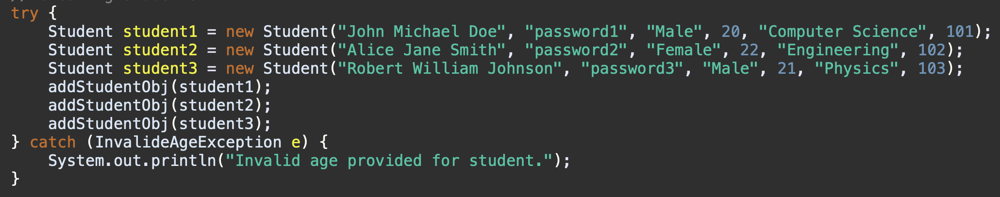 try {
    Student student1 = new Student("John Michael Doe", "password1", "Male", 20, "Computer Science", 101);
    Student student2 = new Student("Alice Jane Smith", "password2", "Female", 22, "Engineering", 102);
    Student student3 = new Student("Robert William Johnson", "password3", "Male", 21, "Physics", 103);
    addStudentObj(student1);
    addStudentObj(student2);
    addStudentObj(student3);
} catch (InvalideAgeException e) {
    System.out.println("Invalid age provided for student.");
}